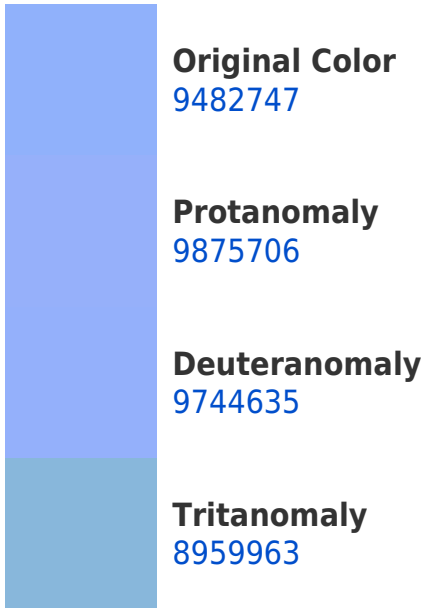 Original Color
9482747
Protanomaly
9875706
Deuteranomaly
9744635
Tritanomaly
8959963